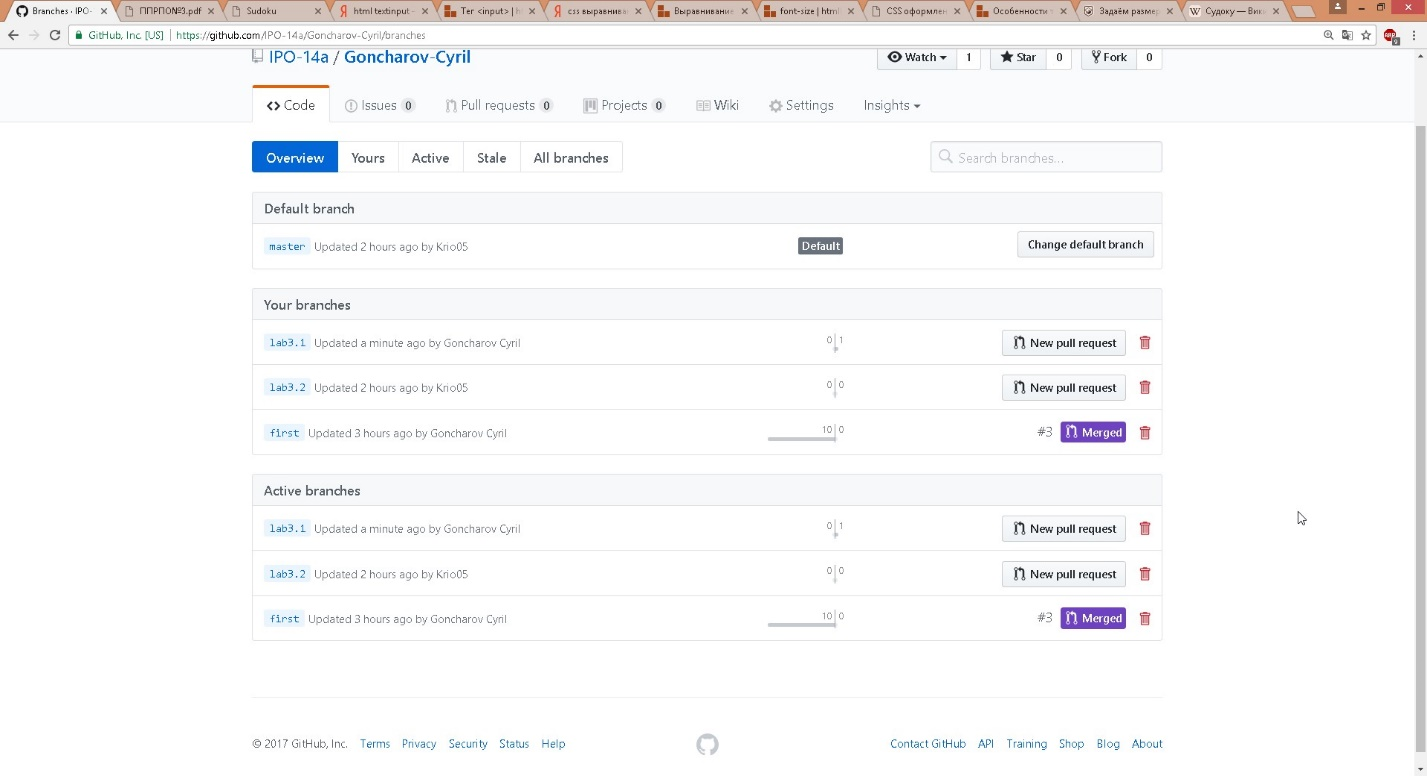 Branches · IPO-
ППРПОИ№3.pdf
Sudoku
html textinput -
Тег <input> | h
css выравнива
Выравнивание
font-size | html
CSS оформлен
Особенности
Задаём размер
Судоку — Вик
GitHub, Inc. [US] | https://github.com/IPO-14a/Goncharov-Cyril/branches
IPO-14a / Goncharov-Cyril
Watch 1 Star 0 Fork 0
Code Issues 0 Pull requests 0 Projects 0 Wiki Settings Insights
Overview Yours Active Stale All branches Search branches...
Default branch
master Updated 2 hours ago by Krio05 Default Change default branch
Your branches
lab3.1 Updated a minute ago by Goncharov Cyril 0 1 New pull request
lab3.2 Updated 2 hours ago by Krio05 0 0 New pull request
first Updated 3 hours ago by Goncharov Cyril 10 0 #3 Merged
Active branches
lab3.1 Updated a minute ago by Goncharov Cyril 0 1 New pull request
lab3.2 Updated 2 hours ago by Krio05 0 0 New pull request
first Updated 3 hours ago by Goncharov Cyril 10 0 #3 Merged
© 2017 GitHub, Inc. Terms Privacy Security Status Help Contact GitHub API Training Shop Blog About